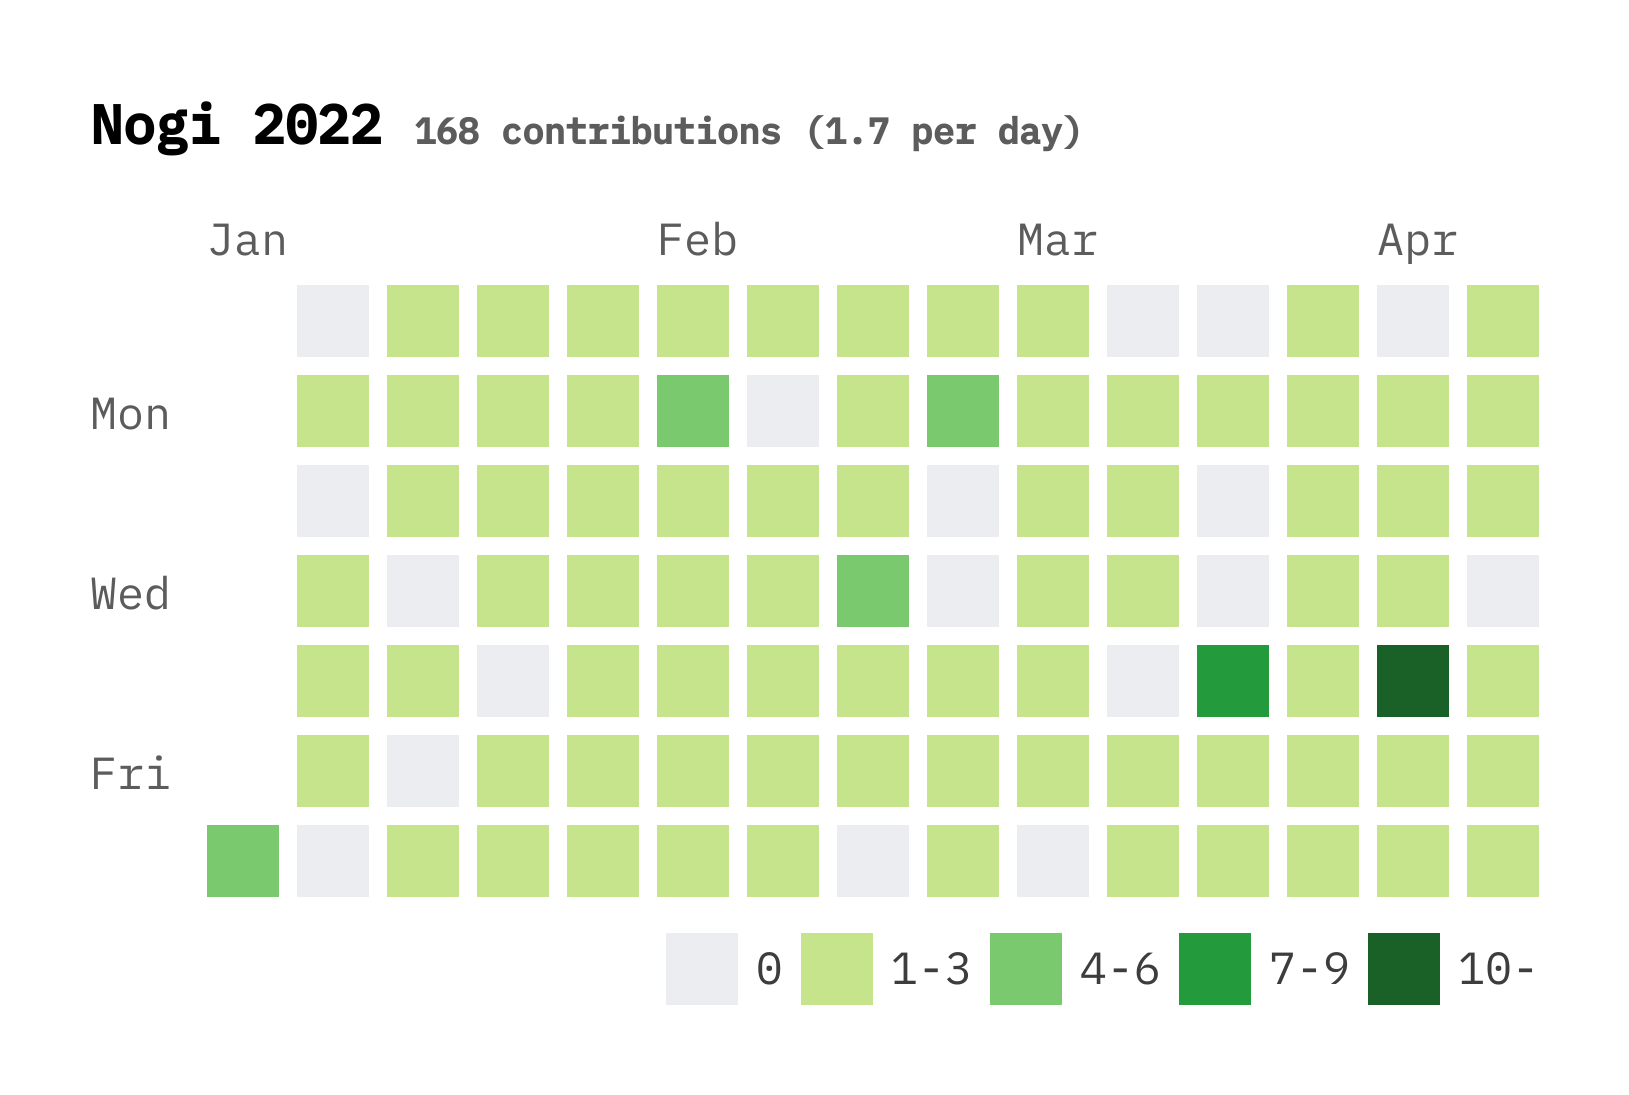 Nogi 2022 168 contributions (1.7 per day)
Jan Feb Mar Apr
Mon
Wed
Fri
0 1-3 4-6 7-9 10-